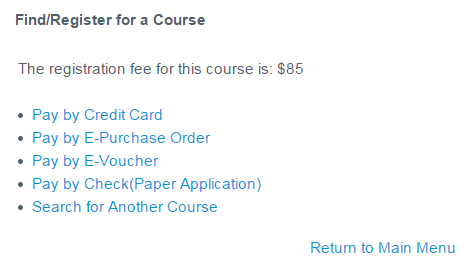 Find/Register for a Course
The registration fee for this course is: $85
Pay by Credit Card
Pay by E-Purchase Order
Pay by E-Voucher
Pay by Check(Paper Application)
Search for Another Course
Return to Main Menu